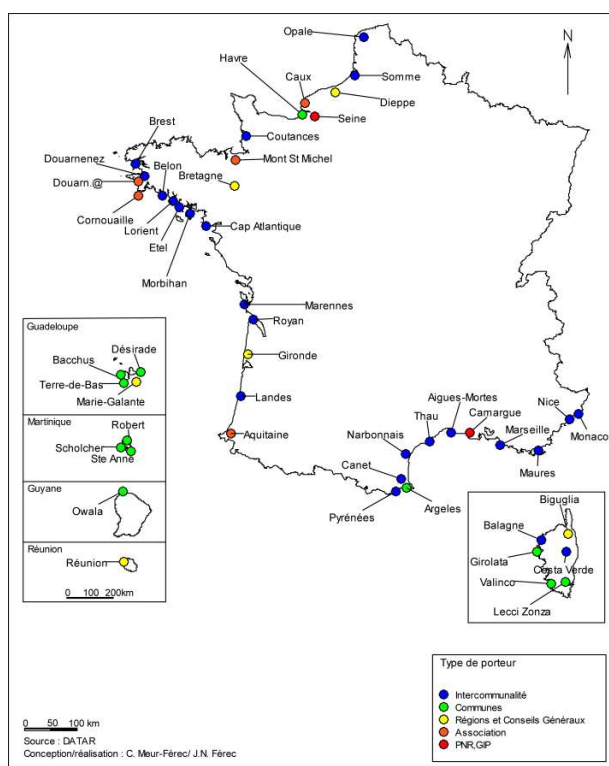 Opale
N
Havre
Caux
Somme
Dieppe
Seine
Brest
Coutances
Douarnenez
Belon
Mont St Michel
Douarn.@
Bretagne
Cornouaille
Lorient
Etel
Cap Atlantique
Morbihan
Marennes
Royan
Gironde
Landes
Aquitaine
Aigues-Mortes
Thau
Camargue
Nice
Narbonnais
Marseille
Monaco
Canet
Maures
Pyrénées
Argeles
Guadeloupe
Désirade
Bacchus
Terre-de-Bas
Marie-Galante
Martinique
Robert
Scholcher
Ste Anne
Guyane
Owala
Réunion
Réunion
0 100 200km
Biguglia
Balagne
Girolata
Costa Verde
Valinco
Lecci Zonza
Type de porteur
Intercommunalité
Communes
Régions et Conseils Généraux
Association
PNR,GIP
0 50 100 km
Source : DATAR
Conception/réalisation : C. Meur-Férec/ J.N. Férec